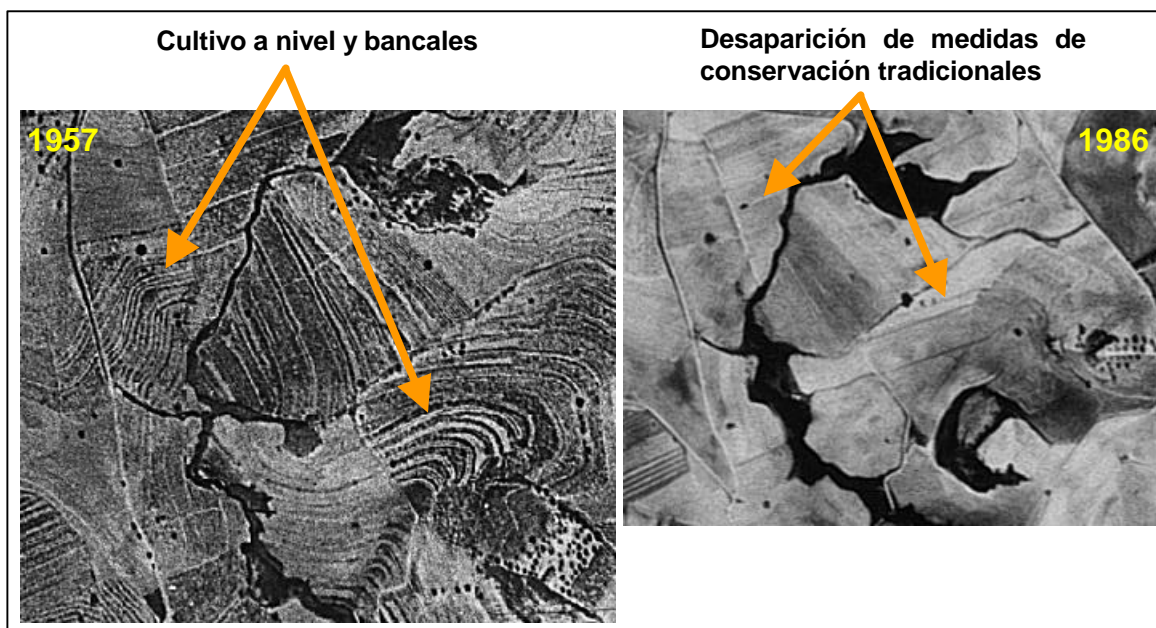 Cultivo a nivel y bancales
Desaparición de medidas de
conservación tradicionales
1957
1986